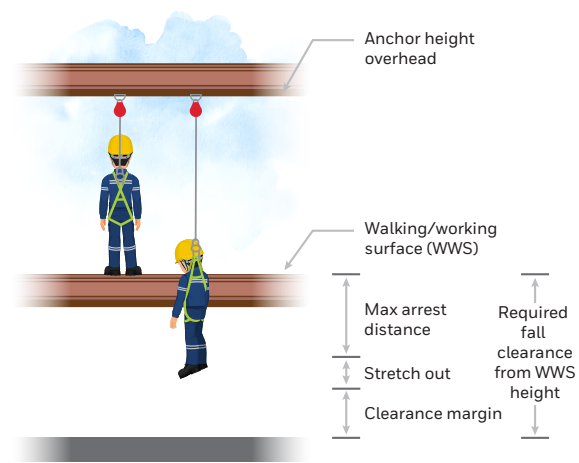 Anchor height
overhead
Walking/working
surface (WWS)
Max arrest
distance
Required
fall
clearance
from WWS
height
Stretch out
Clearance margin